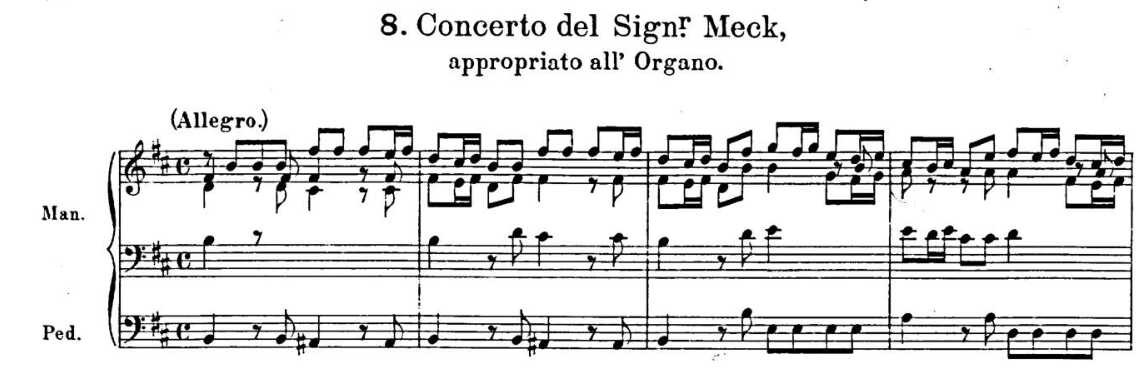 8. Concerto del Signr. Meck,
appropriato all' Organo.
(Allegro.)
Man.
Ped.